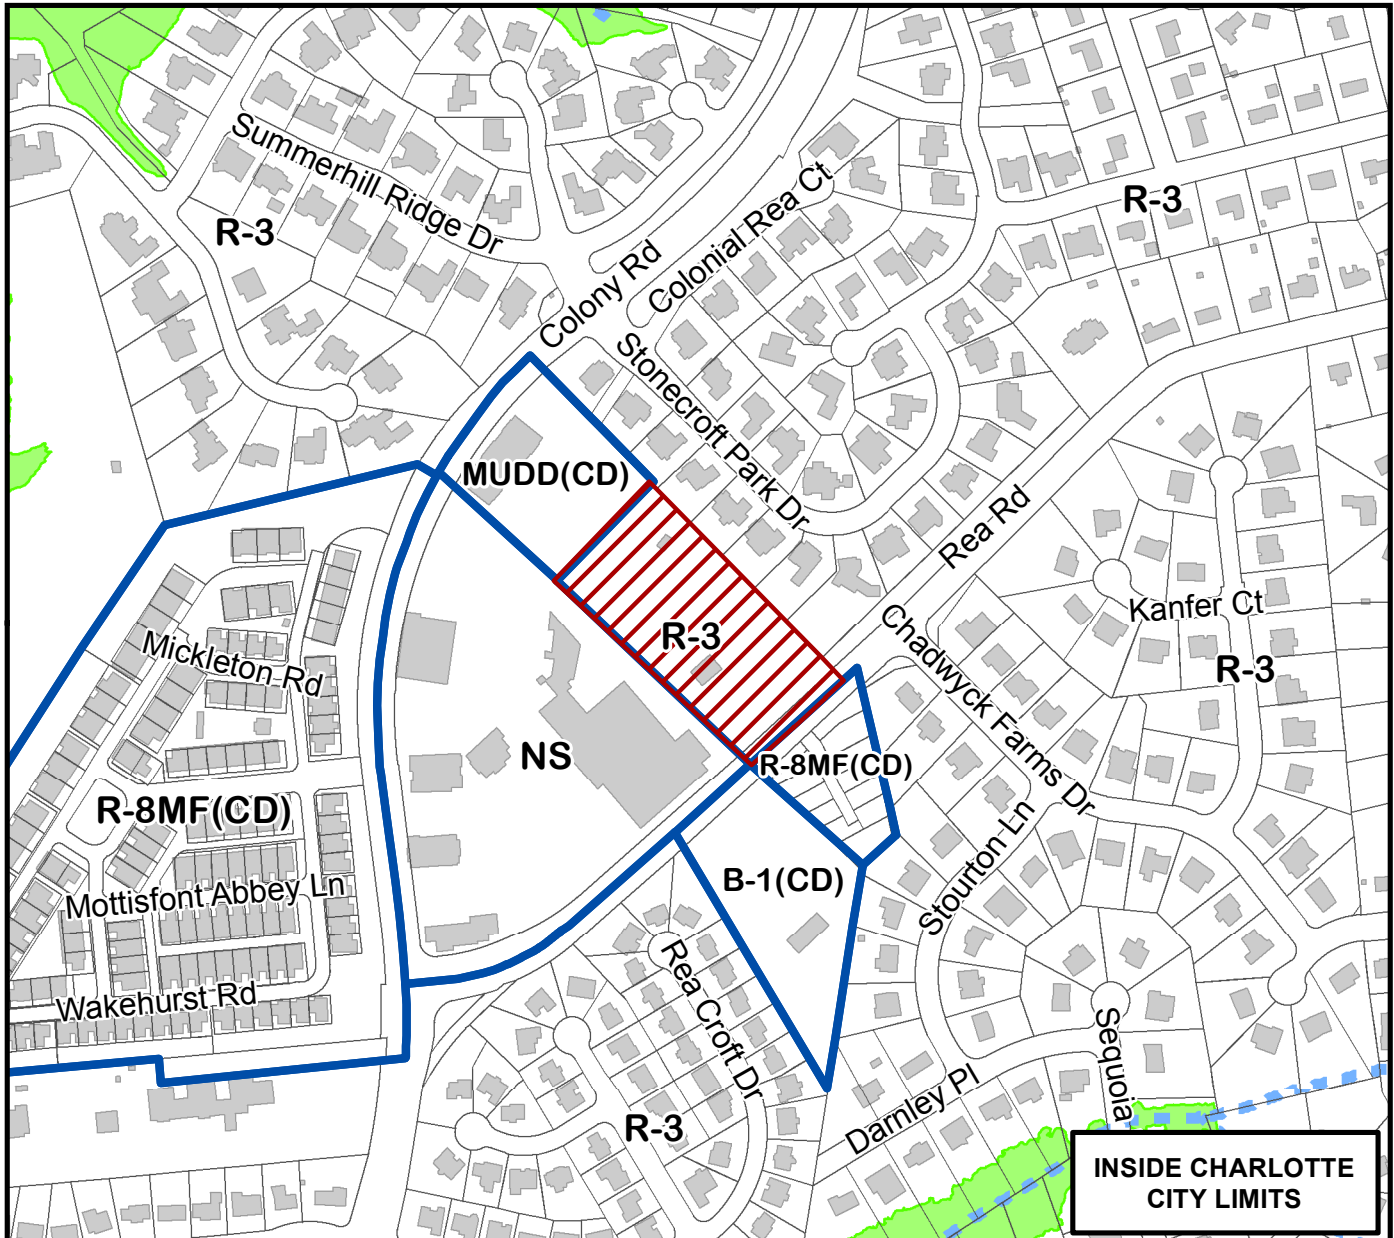 Summerhill Ridge Dr
R-3
R-3
Colonial Rea Ct
Colony Rd
Stonecroft Park Dr
MUDD(CD)
Rea Rd
Kanfer Ct
R-3
R-3
Chadwyck Farms Dr
Mickleton Rd
NS
R-8MF(CD)
R-8MF(CD)
Mottisfont Abbey Ln
B-1(CD)
Stourton Ln
Wakehurst Rd
Rea Croft Dr
Sequoia
Darnley Pl
R-3
INSIDE CHARLOTTE
CITY LIMITS